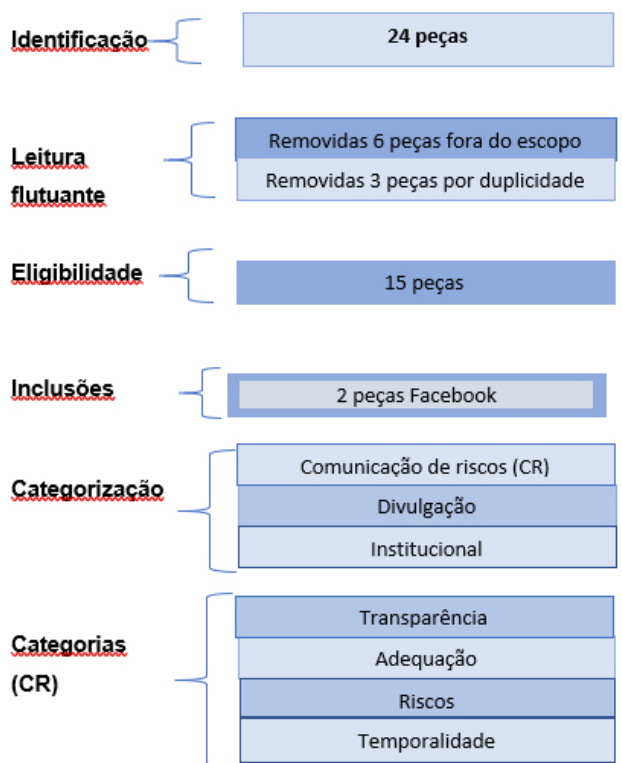 Identificação
24 peças
Leitura
flutuante
Removidas 6 peças fora do escopo
Removidas 3 peças por duplicidade
Eligibilidade
15 peças
Inclusões
2 peças Facebook
Categorização
Comunicação de riscos (CR)
Divulgação
Institucional
Categorias
(CR)
Transparência
Adequação
Riscos
Temporalidade